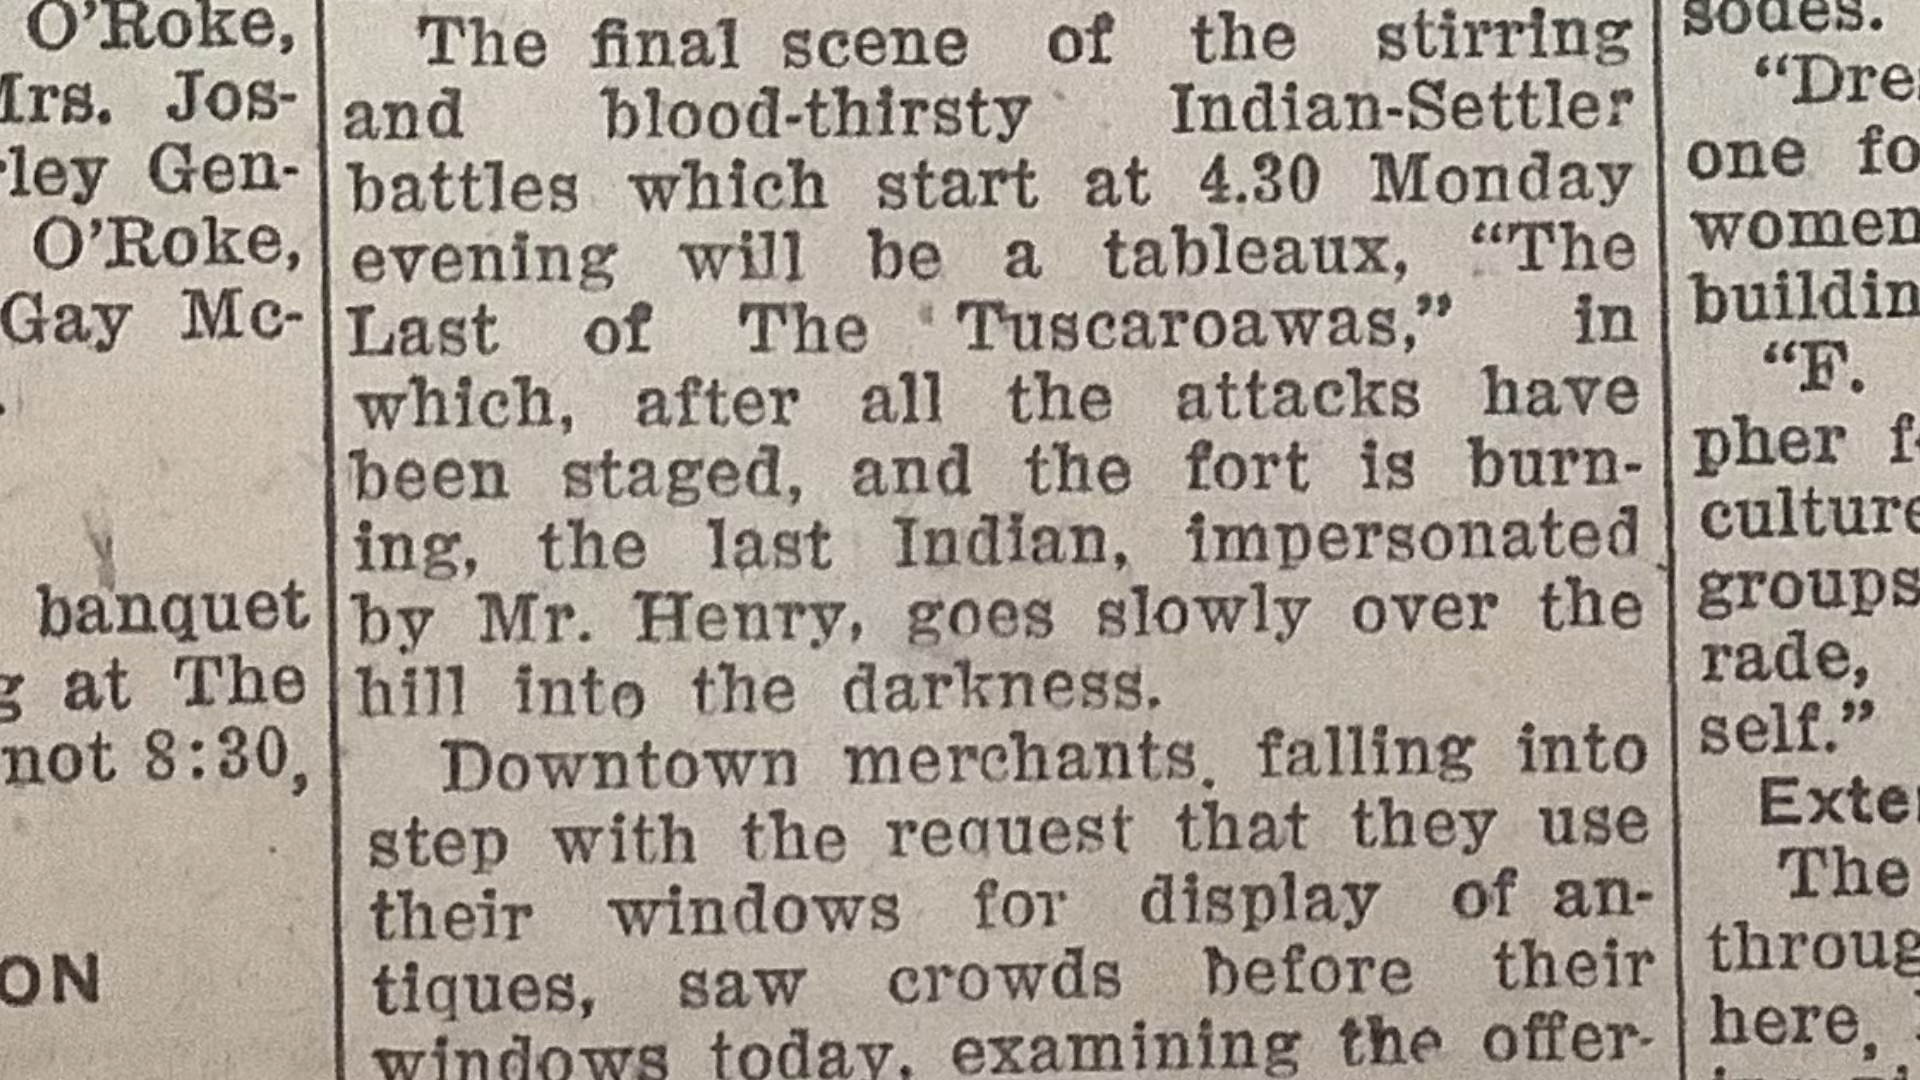 O'Roke,
Mrs. Jos-
ley Gen-
O'Roke,
Gay Mc-
banquet
at The
not 8:30,
ON
The final scene of the stirring
and blood-thirsty Indian-Settler
battles which start at 4.30 Monday
evening will be a tableaux, “The
Last of The Tuscaroawas,” in
which, after all the attacks have
been staged, and the fort is burn-
ing, the last Indian, impersonated
by Mr. Henry, goes slowly over the
hill into the darkness.
Downtown merchants, falling into
step with the request that they use
their windows for display of an-
tiques, saw crowds before their
windows today, examining the offer-
sodes.
“Dre
one fo
women
buildin
“F.
pher f
culture
groups
rade,
self.”
Exte
The
throug
here,